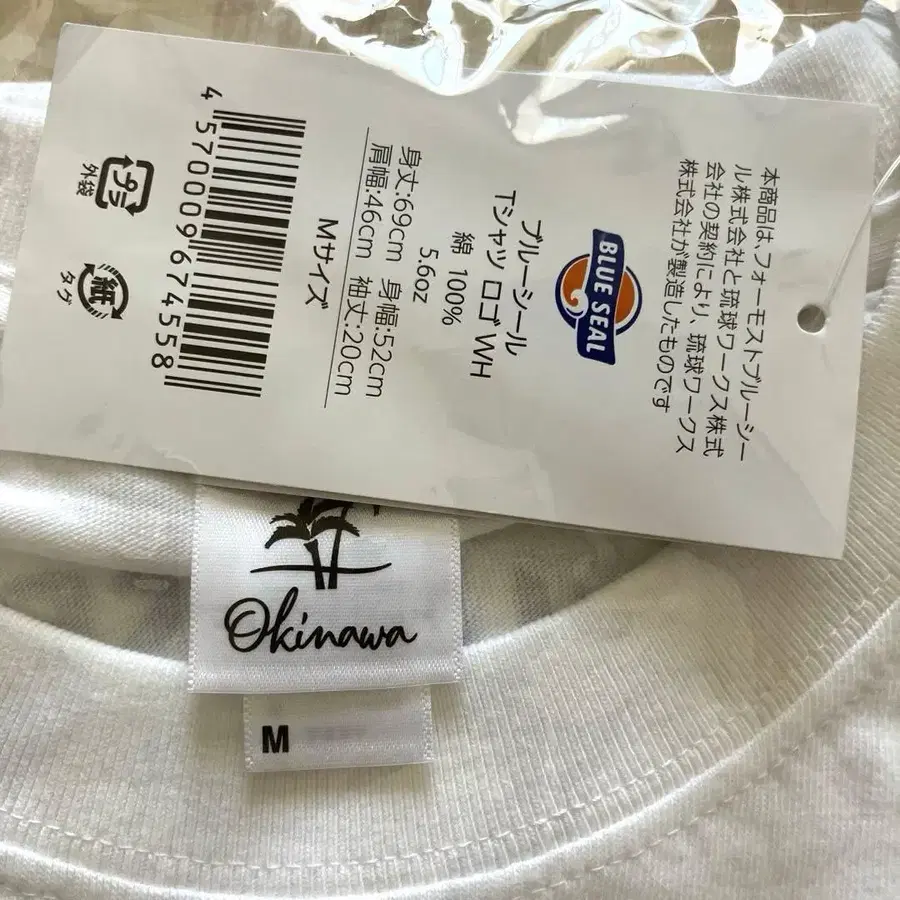 本商品は、フォーモストブルーシー
ル株式会社と琉球ワークス株式
会社の契約により、琉球ワークス
株式会社が製造したものです
BLUE SEAL
ブルーシール
Tシャツ ロゴ WH
綿 100%
5.6oz
身丈:69cm 身幅:52cm
肩幅:46cm 袖丈:20cm
Mサイズ
4570009674558
プラ
外袋
紙
タグ
Okinawa
M